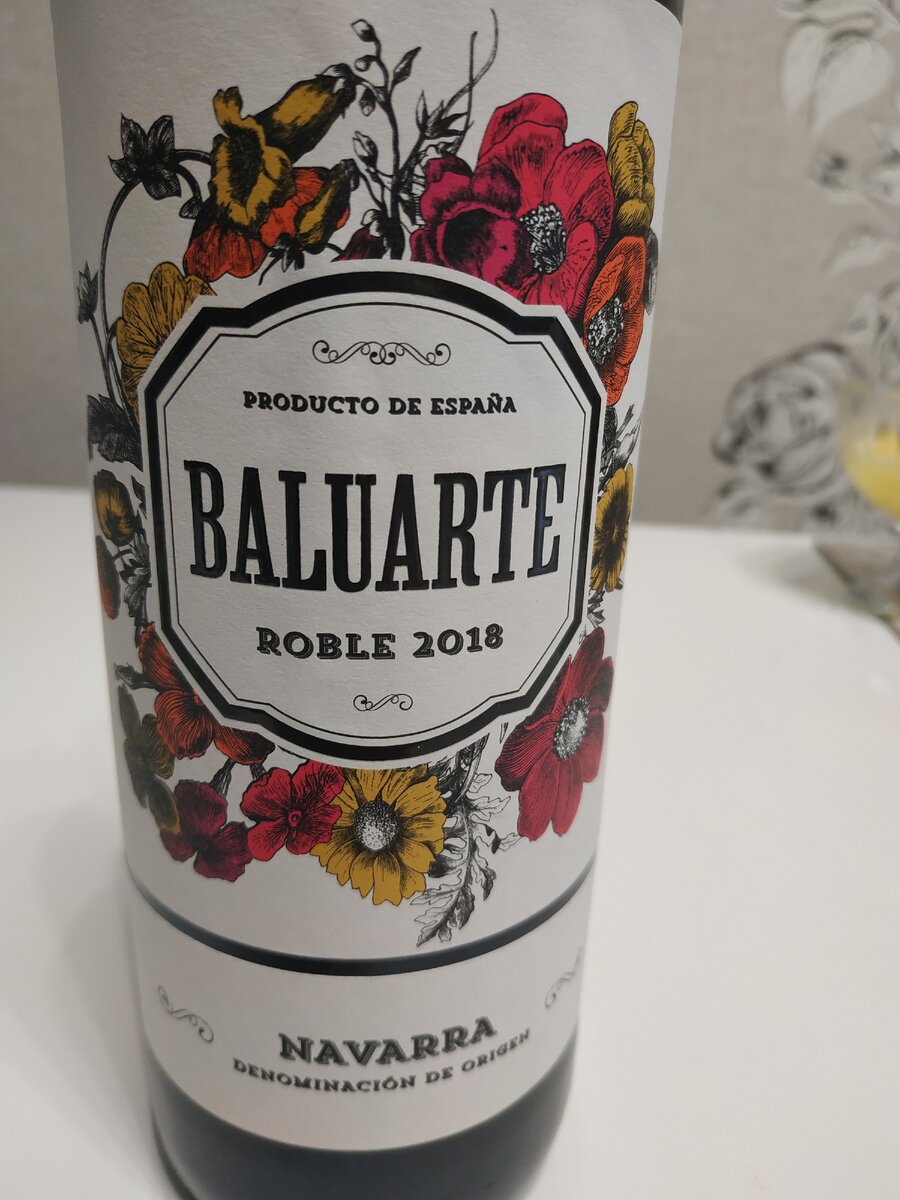 PRODUCTO DE ESPAÑA
BALUARTE
ROBLE 2018
NAVARRA
DENOMINACIÓN DE ORIGEN